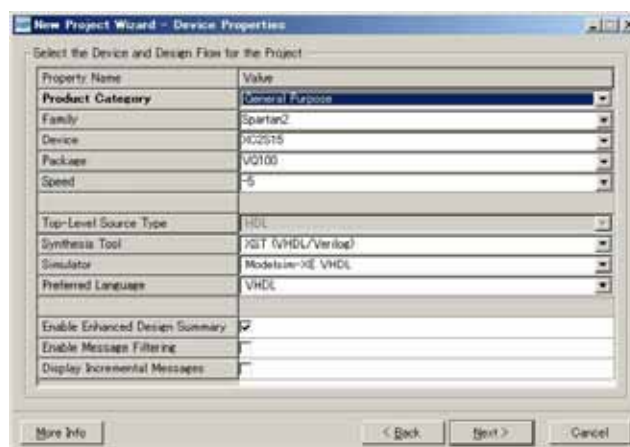 New Project Wizard - Device Properties
Select the Device and Design Flow for the Project
Property Name Value
Product Category General Purpose
Family Spartan2
Device XC2S15
Package VQ100
Speed -5
Top-Level Source Type HDL
Synthesis Tool XST (VHDL/Verilog)
Simulator Modelsim-XE VHDL
Preferred Language VHDL
Enable Enhanced Design Summary
Enable Message Filtering
Display Incremental Messages
More Info < Back Next > Cancel